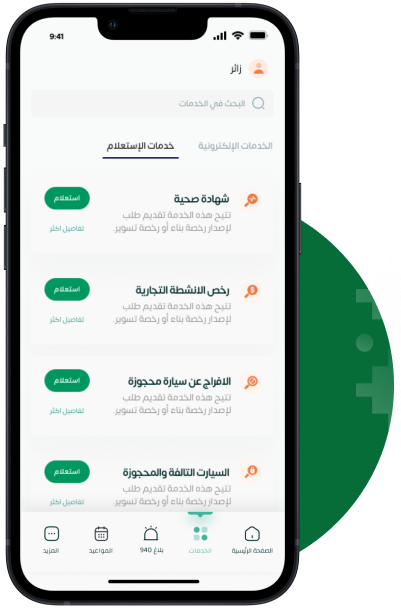 9:41
زائر
البحث في الخدمات
الخدمات الإلكترونية
خدمات الإستعلام
شهادة صحية
تتيح هذه الخدمة تقديم طلب
لإصدار رخصة بناء أو رخصة تسوير.
استعلام
تفاصيل اكثر
رخص الانشطة التجارية
تتيح هذه الخدمة تقديم طلب
لإصدار رخصة بناء أو رخصة تسوير.
استعلام
تفاصيل اكثر
الافراج عن سيارة محجوزة
تتيح هذه الخدمة تقديم طلب
لإصدار رخصة بناء أو رخصة تسوير.
استعلام
تفاصيل اكثر
السيارت التالفة والمحجوزة
تتيح هذه الخدمة تقديم طلب
لإصدار رخصة بناء أو رخصة تسوير.
استعلام
تفاصيل اكثر
الصفحة الرئيسية
الخدمات
بلاغ 940
المواعيد
المزيد